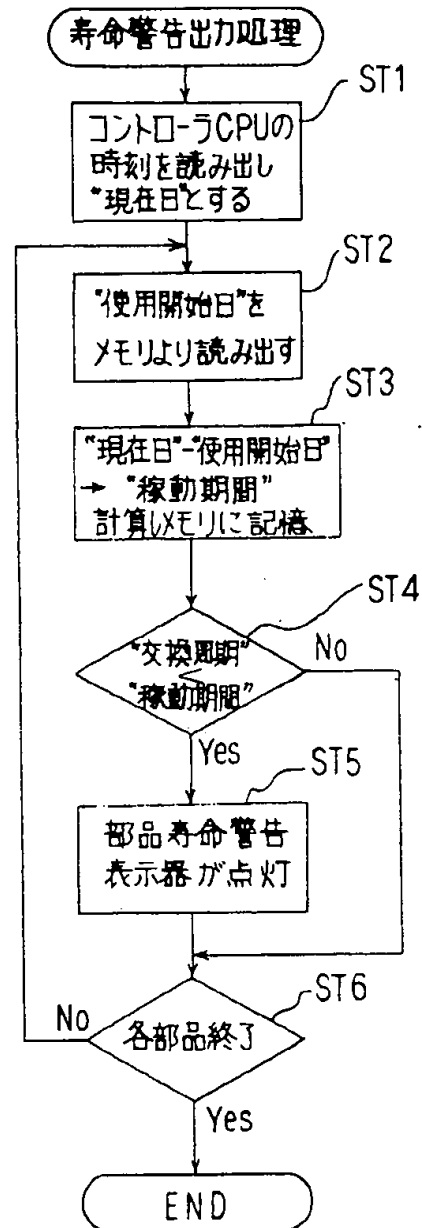 寿命警告出力処理
ST1
コントローラCPUの
時刻を読み出し
"現在日"とする
ST2
"使用開始日"を
メモリより読み出す
ST3
"現在日"-"使用開始日"
→ "稼動期間"
計算しメモリに記憶
ST4
"交換周期"
<
"稼動期間"
No
Yes
ST5
部品寿命警告
表示器が点灯
ST6
No
各部品終了
Yes
END